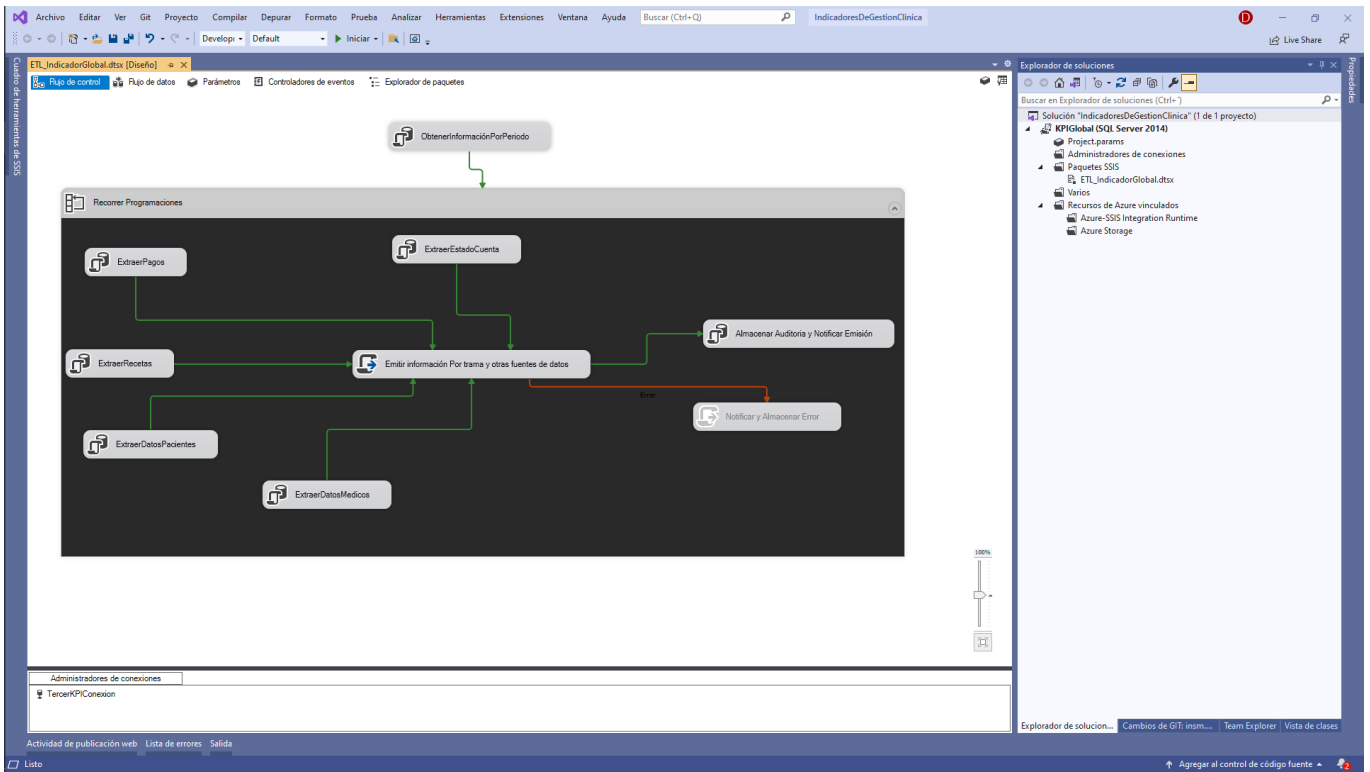 Archivo Editar Ver Git Proyecto Compilar Depurar Formato Prueba Analizar Herramientas Extensiones Ventana Ayuda Buscar (Ctrl+Q) IndicadoresDeGestionClinica D
Develop Default Iniciar Live Share
ETL_IndicadorGlobal.dtsx [Diseño]
Flujo de control Flujo de datos Parámetros Controladores de eventos Explorador de paquetes
Cuadro de herramientas de SSIS
ObtenerInformaciónPorPeriodo
Recorrer Programaciones
ExtraerEstadoCuenta
ExtraerPagos
Almacenar Auditoria y Notificar Emisión
ExtraerRecetas
Emitir información Por trama y otras fuentes de datos
Error
Notificar y Almacenar Error
ExtraerDatosPacientes
ExtraerDatosMedicos
100%
Administradores de conexiones
TercerKPIConexion
Explorador de soluciones
Buscar en Explorador de soluciones (Ctrl+´)
Solución "IndicadoresDeGestionClinica" (1 de 1 proyecto)
KPIGlobal (SQL Server 2014)
Project.params
Administradores de conexiones
Paquetes SSIS
ETL_IndicadorGlobal.dtsx
Varios
Recursos de Azure vinculados
Azure-SSIS Integration Runtime
Azure Storage
Propiedades
Explorador de solucion... Cambios de GIT: insm.... Team Explorer Vista de clases
Actividad de publicación web Lista de errores Salida
Listo Agregar al control de código fuente 2